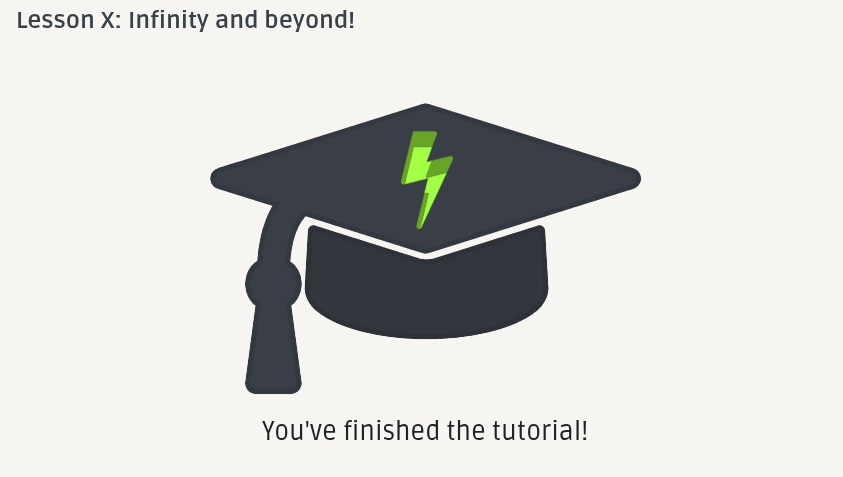 Lesson X: Infinity and beyond!
You've finished the tutorial!